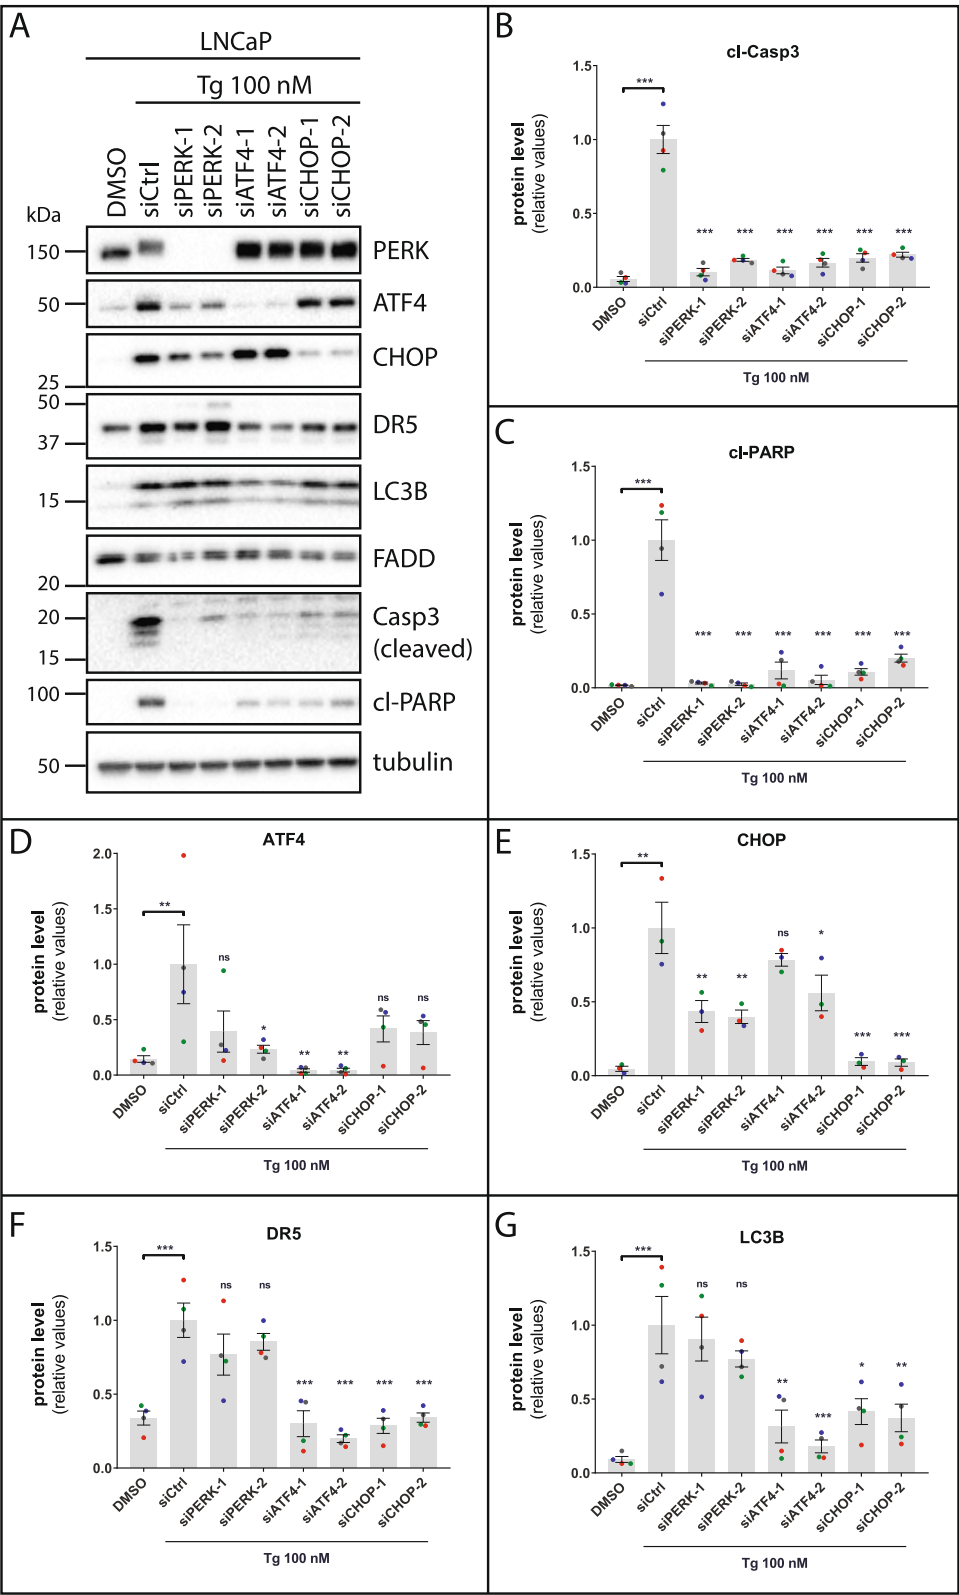 A
LNCaP
Tg 100 nM
DMSO
siCtrl
siPERK-1
siPERK-2
siATF4-1
siATF4-2
siCHOP-1
siCHOP-2
kDa
150
PERK
50
ATF4
CHOP
25
50
DR5
37
LC3B
15
FADD
20
20
Casp3
(cleaved)
15
100
cl-PARP
50
tubulin
B
cl-Casp3
protein level
(relative values)
1.5
1.0
0.5
0.0
***
*** *** *** *** *** ***
DMSO
siCtrl
siPERK-1
siPERK-2
siATF4-1
siATF4-2
siCHOP-1
siCHOP-2
Tg 100 nM
C
cl-PARP
protein level
(relative values)
1.5
1.0
0.5
0.0
***
*** *** *** *** *** ***
DMSO
siCtrl
siPERK-1
siPERK-2
siATF4-1
siATF4-2
siCHOP-1
siCHOP-2
Tg 100 nM
D
ATF4
protein level
(relative values)
2.0
1.5
1.0
0.5
0.0
**
ns * ** ** ns ns
DMSO
siCtrl
siPERK-1
siPERK-2
siATF4-1
siATF4-2
siCHOP-1
siCHOP-2
Tg 100 nM
E
CHOP
protein level
(relative values)
1.5
1.0
0.5
0.0
**
** ** ns * *** ***
DMSO
siCtrl
siPERK-1
siPERK-2
siATF4-1
siATF4-2
siCHOP-1
siCHOP-2
Tg 100 nM
F
DR5
protein level
(relative values)
1.5
1.0
0.5
0.0
***
ns ns *** *** *** ***
DMSO
siCtrl
siPERK-1
siPERK-2
siATF4-1
siATF4-2
siCHOP-1
siCHOP-2
Tg 100 nM
G
LC3B
protein level
(relative values)
1.5
1.0
0.5
0.0
***
ns ns ** *** * **
DMSO
siCtrl
siPERK-1
siPERK-2
siATF4-1
siATF4-2
siCHOP-1
siCHOP-2
Tg 100 nM